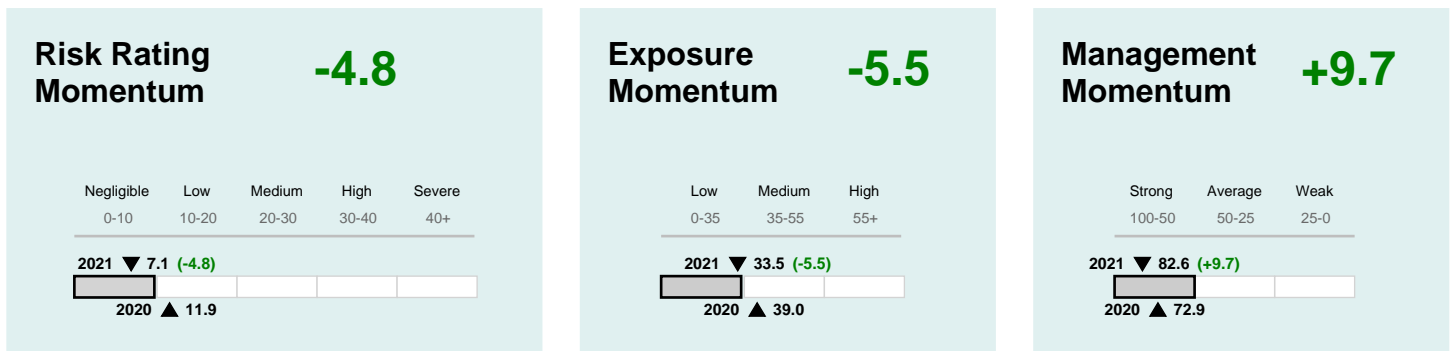 Risk Rating
Momentum
-4.8
Negligible Low Medium High Severe
0-10 10-20 20-30 30-40 40+
2021 ▼ 7.1 (-4.8)
2020 ▲ 11.9
Exposure
Momentum
-5.5
Low Medium High
0-35 35-55 55+
2021 ▼ 33.5 (-5.5)
2020 ▲ 39.0
Management
Momentum
+9.7
Strong Average Weak
100-50 50-25 25-0
2021 ▼ 82.6 (+9.7)
2020 ▲ 72.9